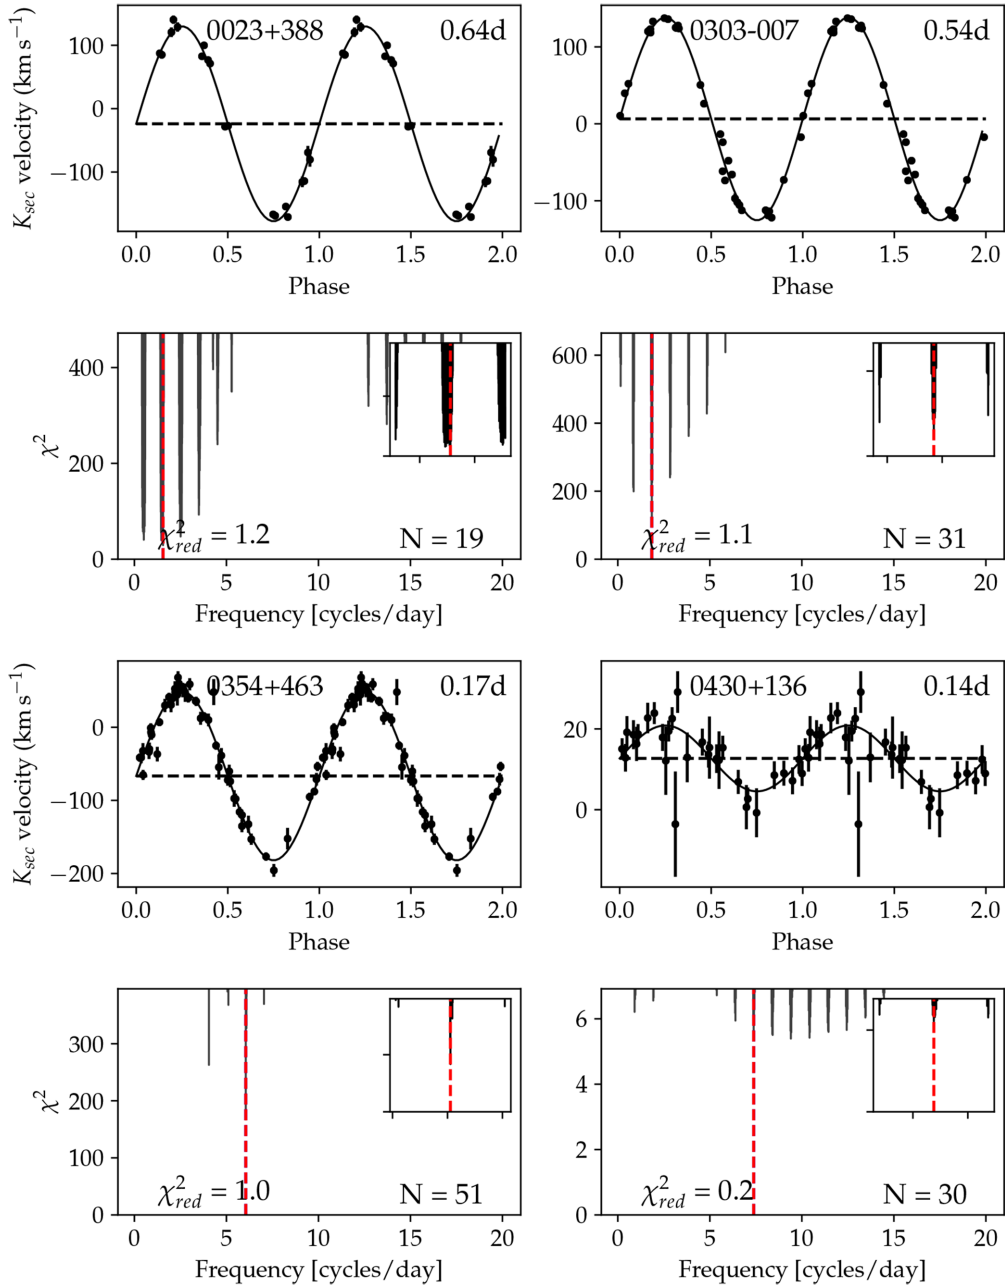 0023+388 0.64d
0303-007 0.54d
K_sec velocity (km s⁻¹)
100
0
−100
100
0
−100
0.0 0.5 1.0 1.5 2.0
0.0 0.5 1.0 1.5 2.0
Phase
Phase
χ²
400
200
0
600
400
200
0
χ²_red = 1.2 N = 19
χ²_red = 1.1 N = 31
0 5 10 15 20
0 5 10 15 20
Frequency [cycles/day]
Frequency [cycles/day]
0354+463 0.17d
0430+136 0.14d
K_sec velocity (km s⁻¹)
0
−100
−200
20
0
0.0 0.5 1.0 1.5 2.0
0.0 0.5 1.0 1.5 2.0
Phase
Phase
χ²
300
200
100
0
6
4
2
0
χ²_red = 1.0 N = 51
χ²_red = 0.2 N = 30
0 5 10 15 20
0 5 10 15 20
Frequency [cycles/day]
Frequency [cycles/day]